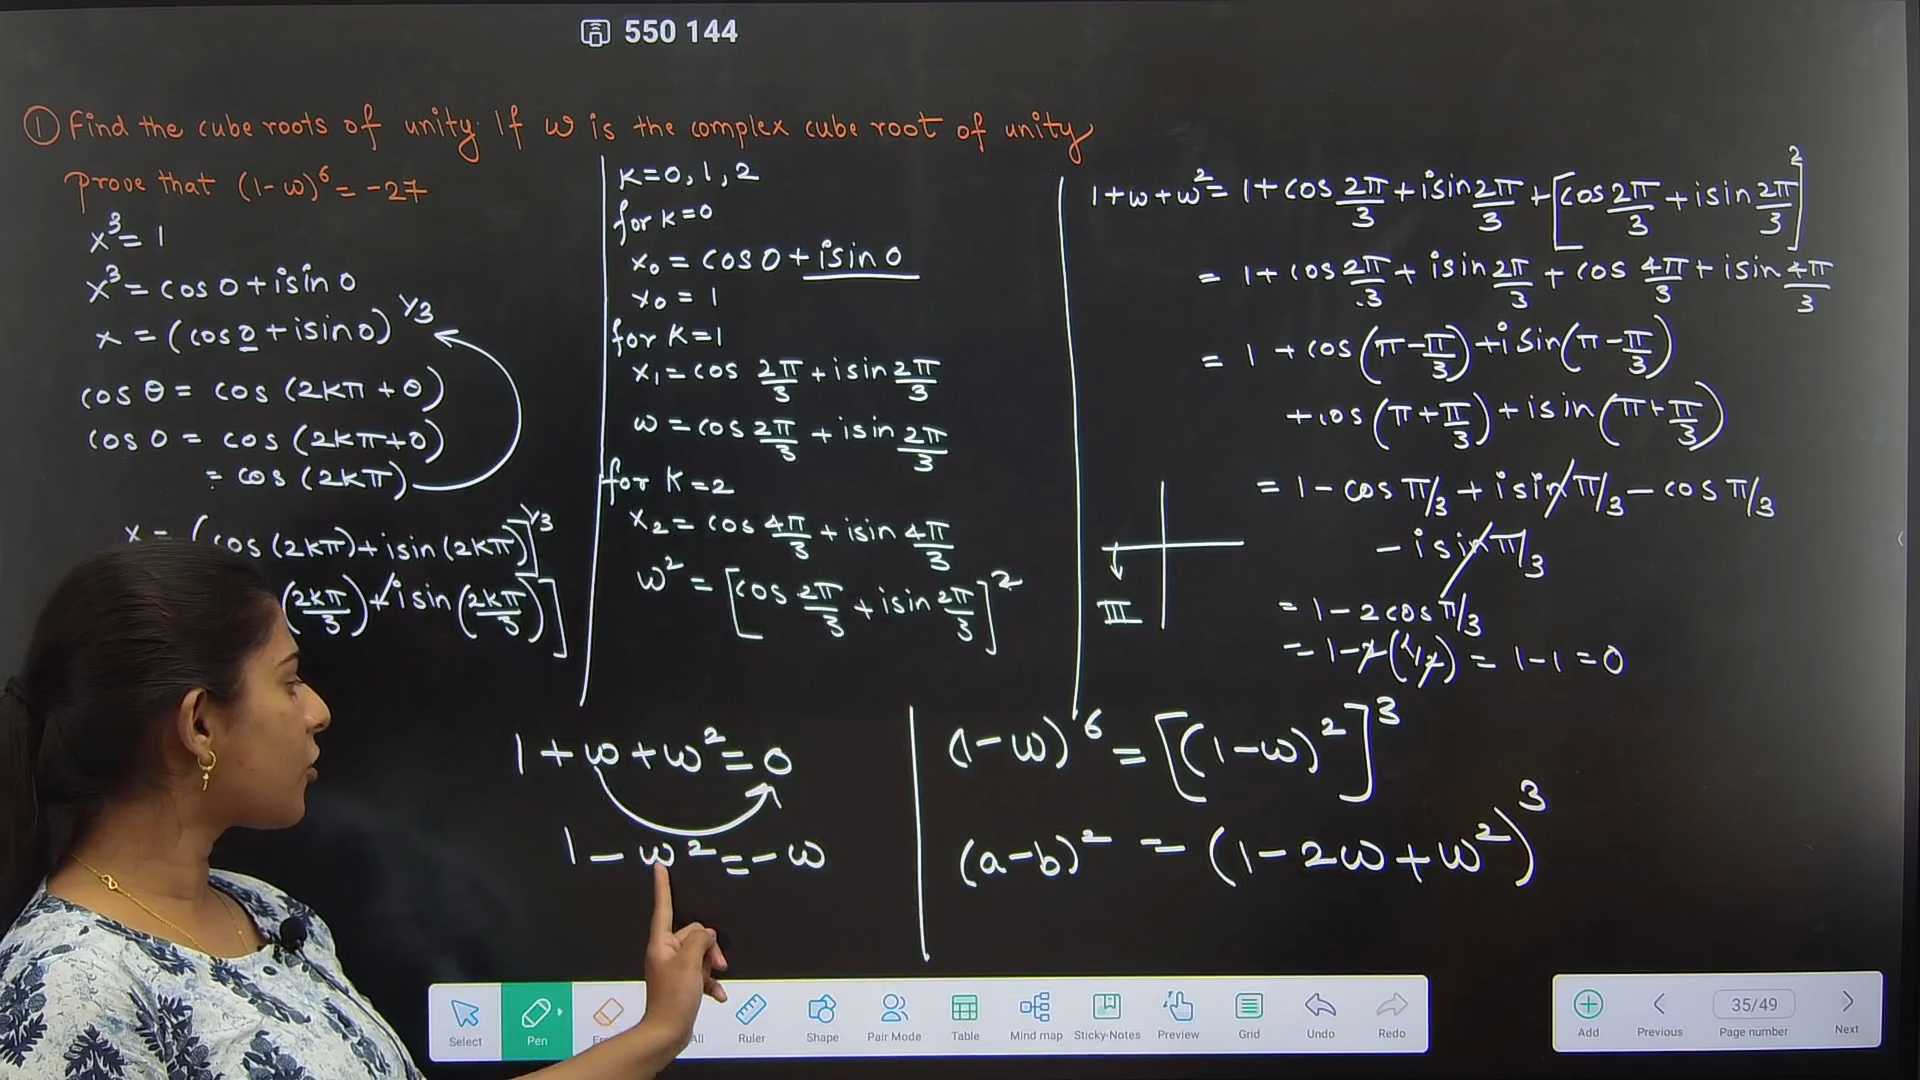 550 144
① Find the cube roots of unity. If ω is the complex cube root of unity
prove that (1-ω)⁶ = -27
x³ = 1
x³ = cos 0 + i sin 0
x = (cos 0 + i sin 0)^1/3
cos θ = cos (2kπ + θ)
cos 0 = cos (2kπ + 0)
= cos (2kπ)
x = (cos (2kπ) + i sin (2kπ)]^1/3
(2kπ/3) + i sin (2kπ/3)]
K = 0, 1, 2
for K=0
x₀ = cos 0 + i sin 0
x₀ = 1
for K=1
x₁ = cos 2π/3 + i sin 2π/3
ω = cos 2π/3 + i sin 2π/3
for K=2
x₂ = cos 4π/3 + i sin 4π/3
ω² = [cos 2π/3 + i sin 2π/3]²
1+ω+ω² = 1 + cos 2π/3 + i sin 2π/3 + [cos 2π/3 + i sin 2π/3]²
= 1 + cos 2π/3 + i sin 2π/3 + cos 4π/3 + i sin 4π/3
= 1 + cos (π - π/3) + i sin (π - π/3)
+ cos (π + π/3) + i sin (π + π/3)
= 1 - cos π/3 + i sin π/3 - cos π/3
- i sin π/3
III
= 1 - 2 cos π/3
= 1 - 2 (1/2) = 1 - 1 = 0
1 + ω + ω² = 0
1 - ω² = - ω
(1-ω)⁶ = [(1-ω)²]³
(a-b)² = (1 - 2ω + ω²)³
Select Pen All Ruler Shape Pair Mode Table Mind map Sticky-Notes Preview Grid Undo Redo
Add Previous 35/49 Page number Next